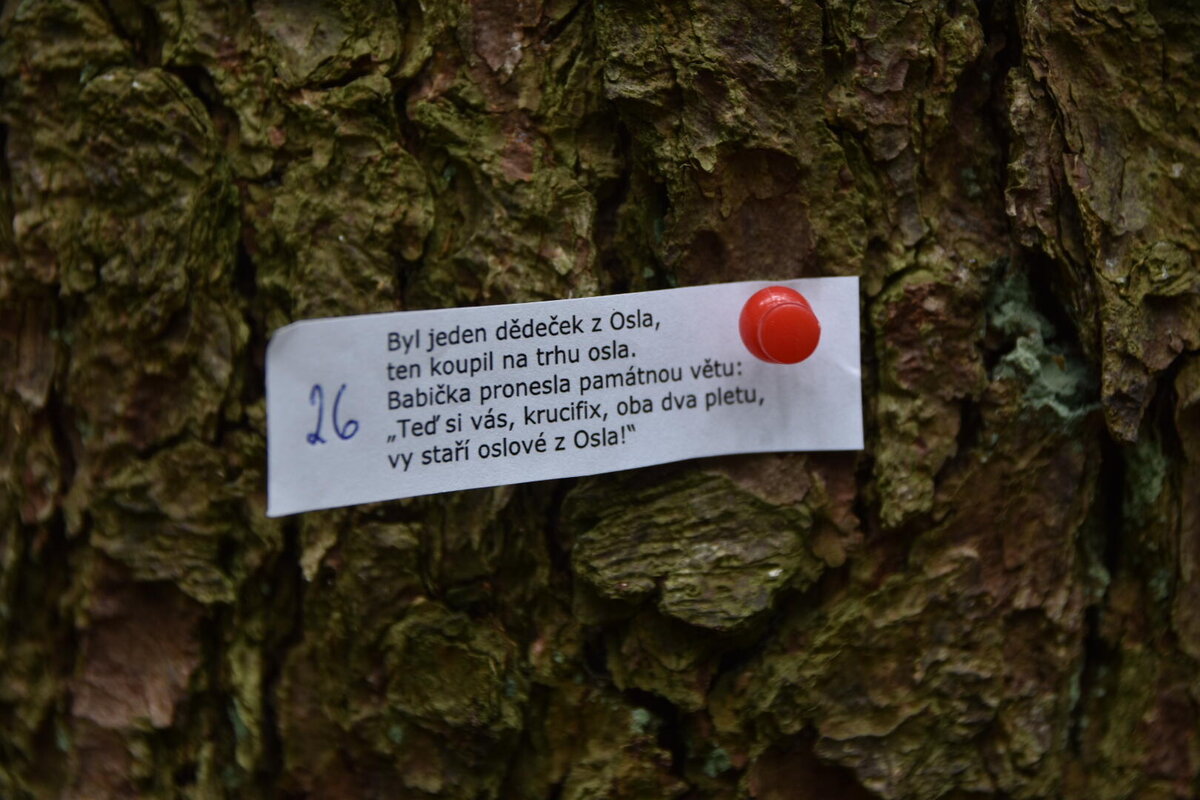 26
Byl jeden dědeček z Osla,
ten koupil na trhu osla.
Babička pronesla památnou větu:
„Teď si vás, krucifix, oba dva pletu,
vy staří oslové z Osla!“